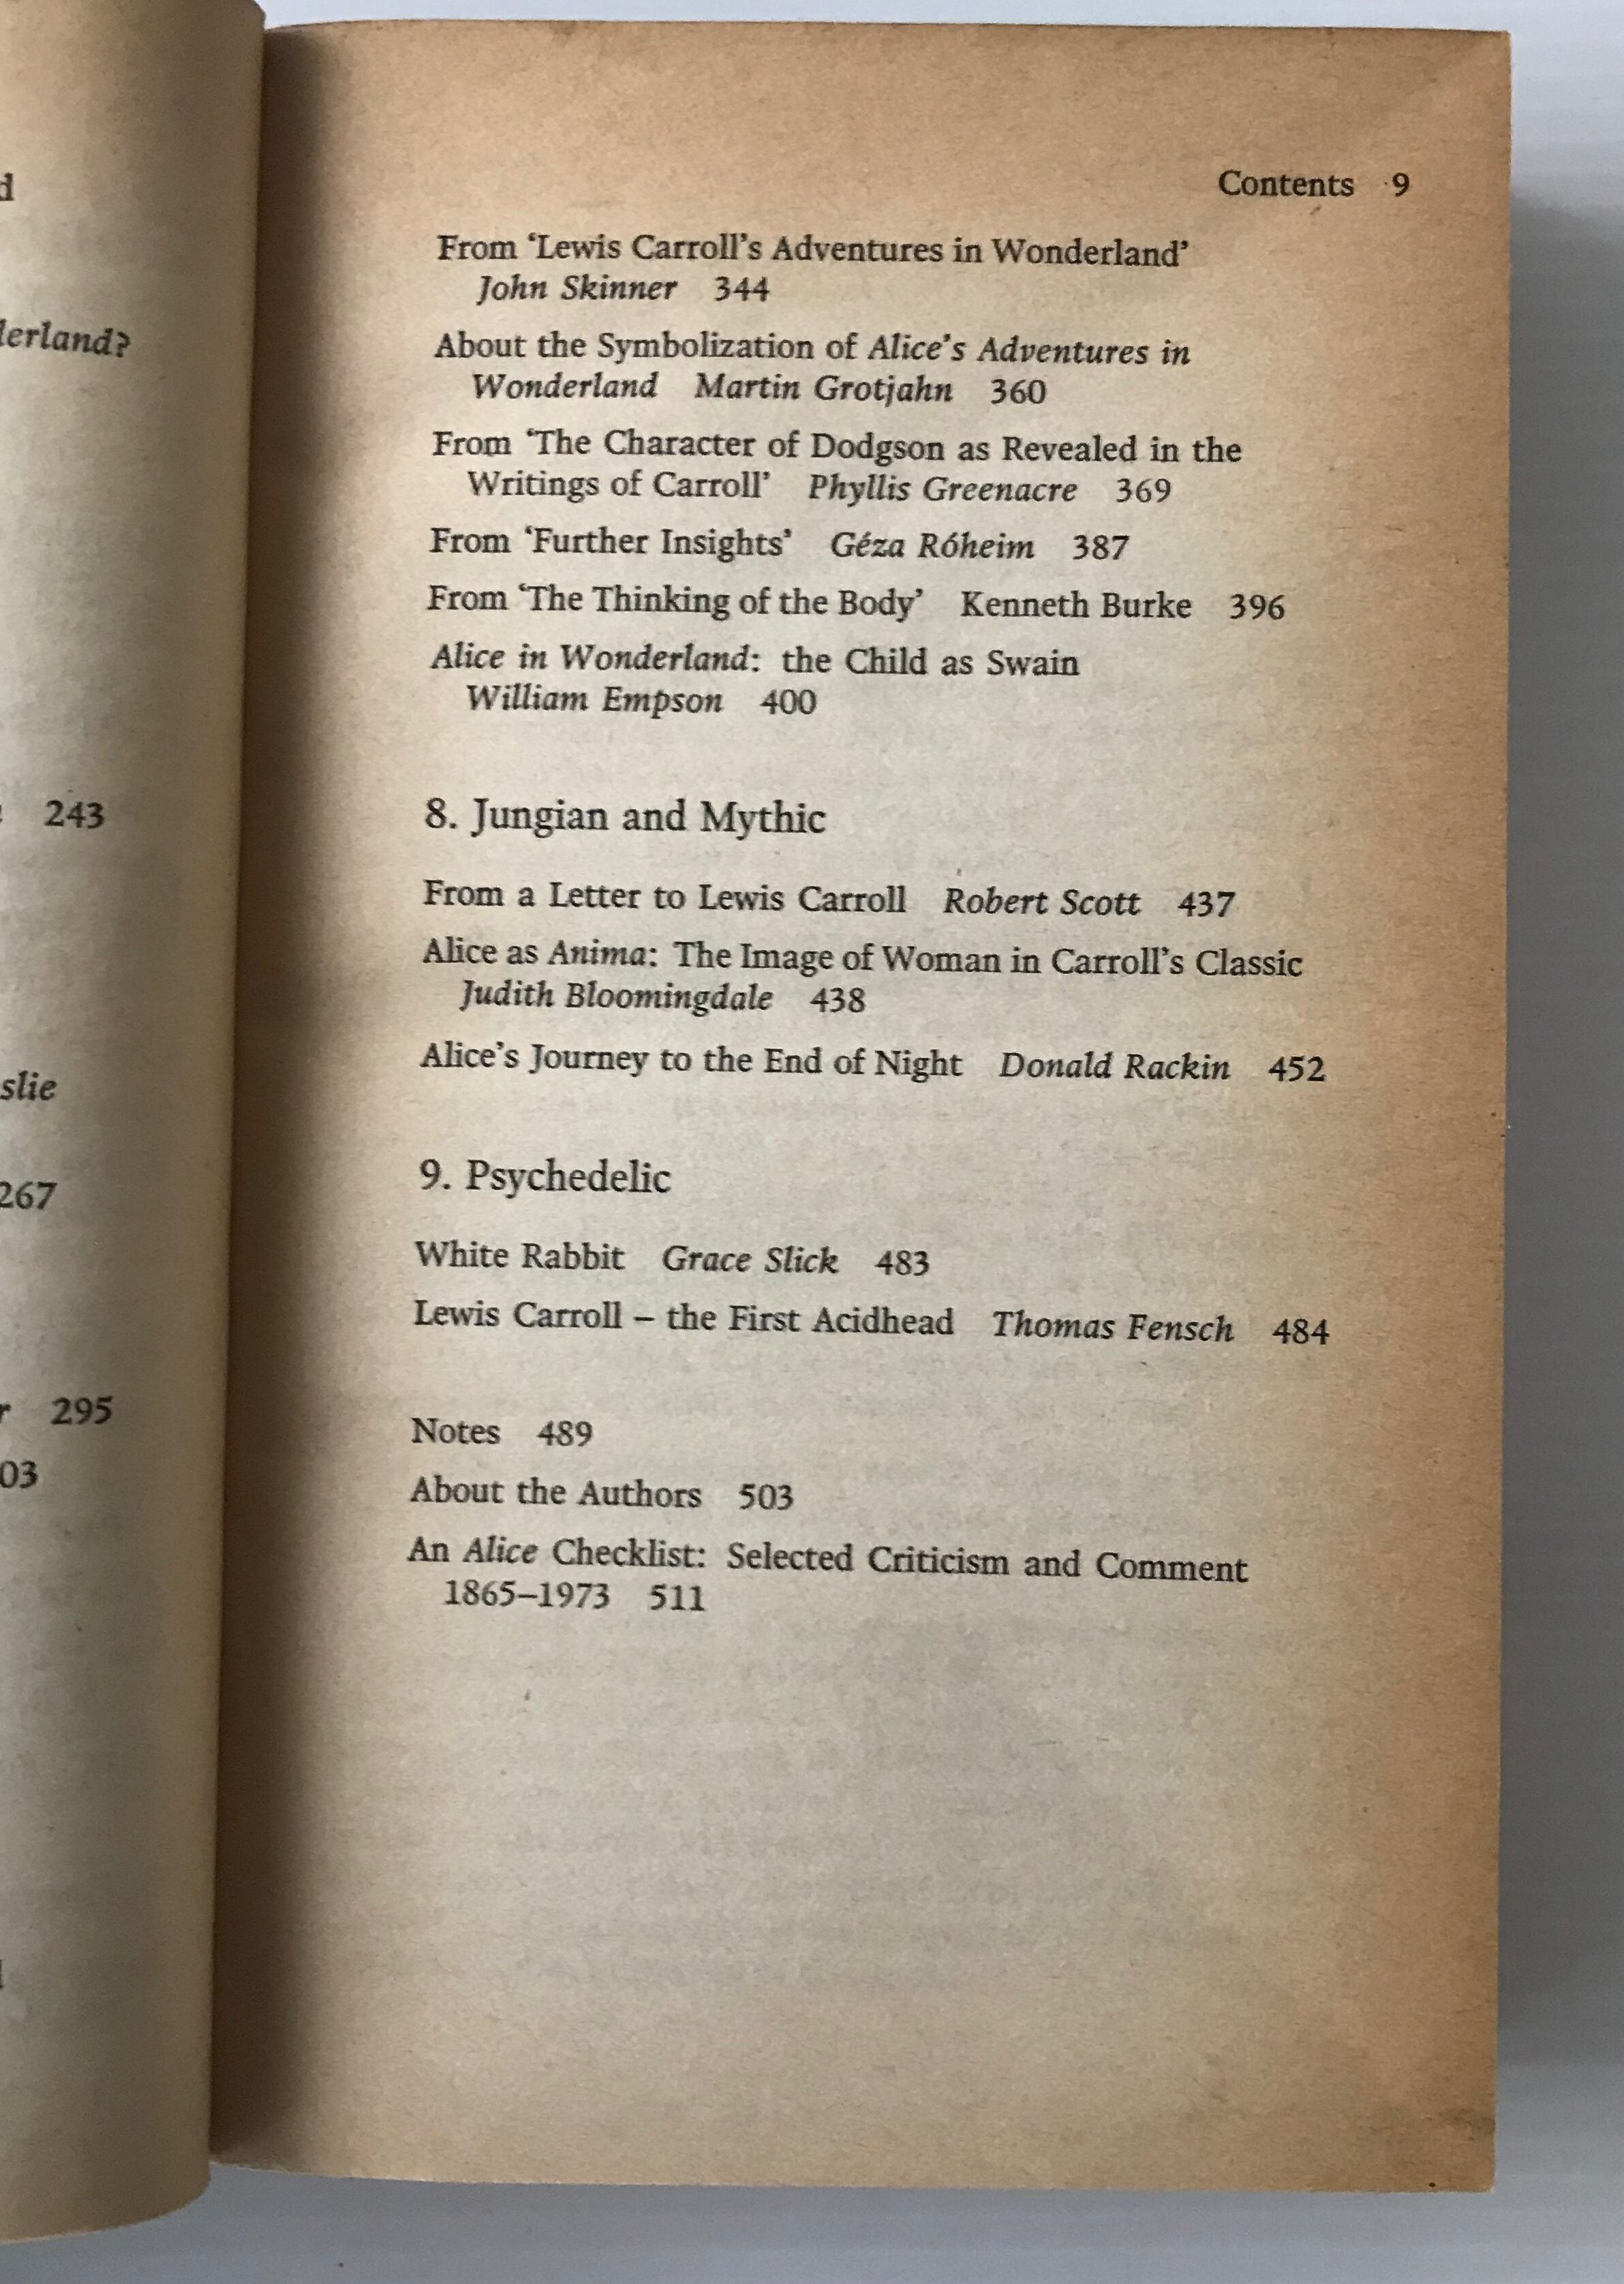 243
slie
267
295
03
Contents 9
From ‘Lewis Carroll’s Adventures in Wonderland’
John Skinner 344
About the Symbolization of Alice’s Adventures in
Wonderland Martin Grotjahn 360
From ‘The Character of Dodgson as Revealed in the
Writings of Carroll’ Phyllis Greenacre 369
From ‘Further Insights’ Géza Róheim 387
From ‘The Thinking of the Body’ Kenneth Burke 396
Alice in Wonderland: the Child as Swain
William Empson 400
8. Jungian and Mythic
From a Letter to Lewis Carroll Robert Scott 437
Alice as Anima: The Image of Woman in Carroll’s Classic
Judith Bloomingdale 438
Alice’s Journey to the End of Night Donald Rackin 452
9. Psychedelic
White Rabbit Grace Slick 483
Lewis Carroll – the First Acidhead Thomas Fensch 484
Notes 489
About the Authors 503
An Alice Checklist: Selected Criticism and Comment
1865–1973 511